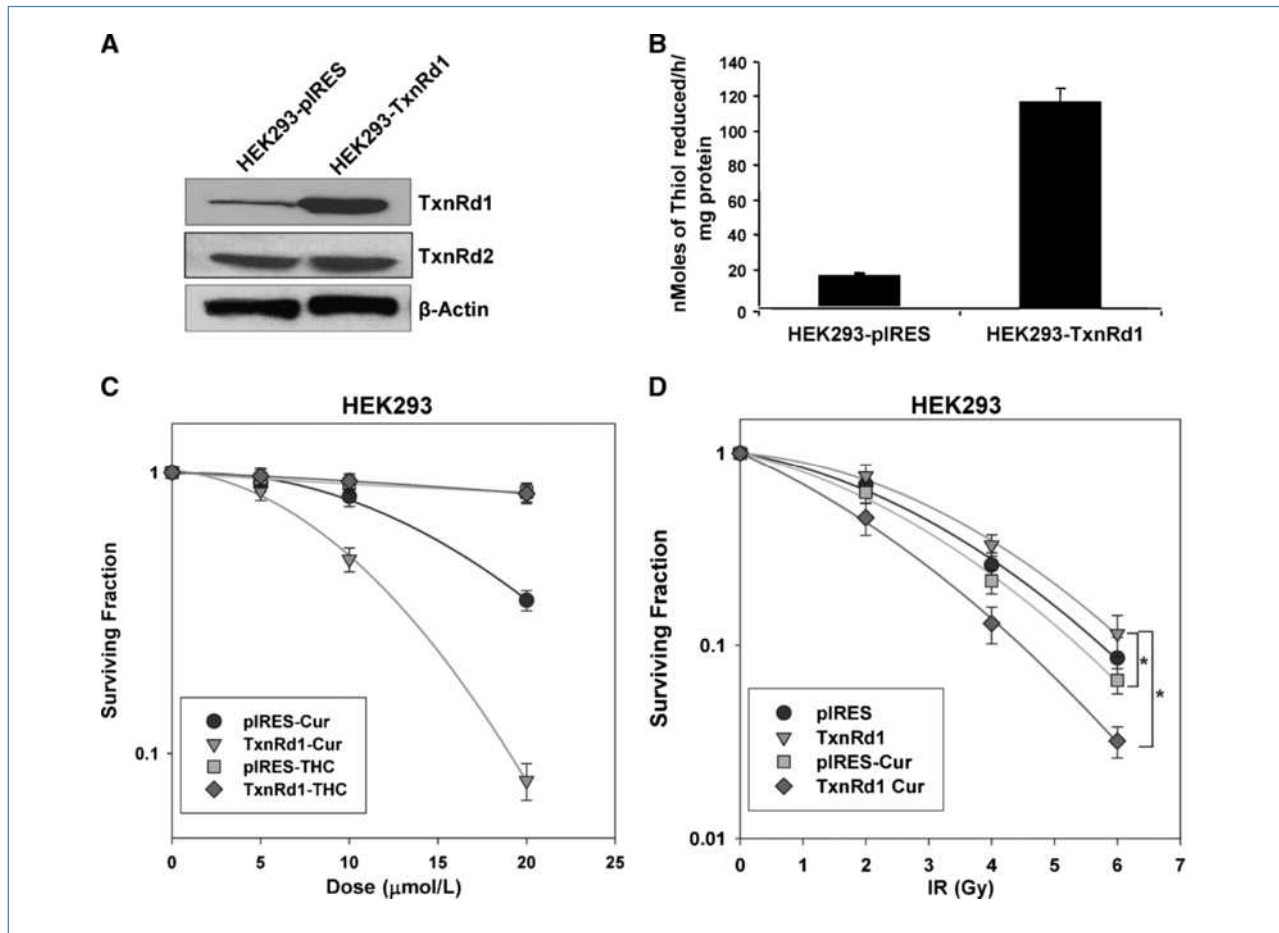 A
HEK293-pIRES
HEK293-TxnRd1
TxnRd1
TxnRd2
β-Actin
B
nMoles of Thiol reduced/h/
mg protein
140
120
100
80
60
40
20
0
HEK293-pIRES
HEK293-TxnRd1
C
HEK293
Surviving Fraction
1
0.1
pIRES-Cur
TxnRd1-Cur
pIRES-THC
TxnRd1-THC
0
5
10
15
20
25
Dose (μmol/L)
D
HEK293
Surviving Fraction
1
0.1
0.01
*
*
pIRES
TxnRd1
pIRES-Cur
TxnRd1 Cur
0
1
2
3
4
5
6
7
IR (Gy)